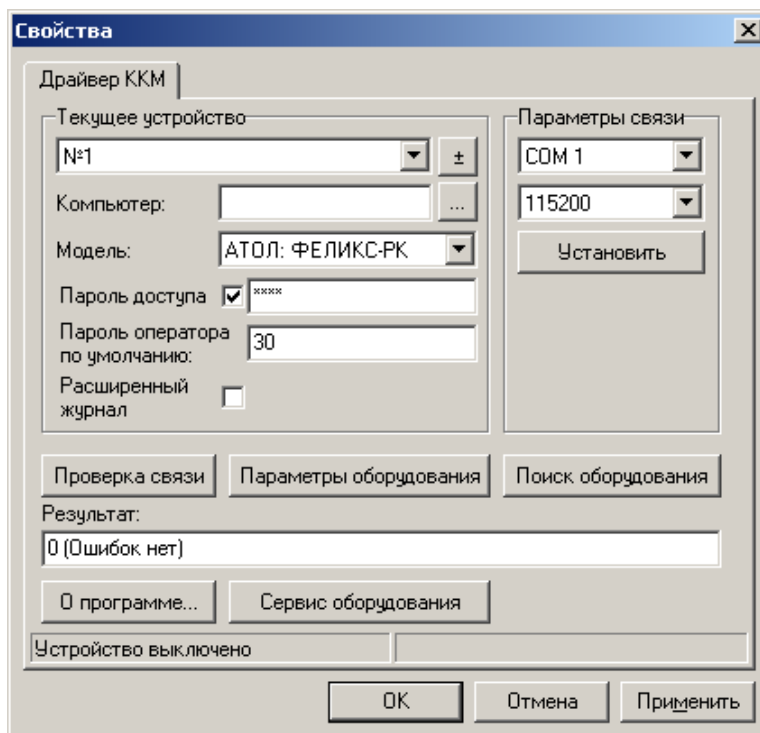 Свойства
Драйвер ККМ
Текущее устройство
№1
±
Компьютер:
...
Модель:
АТОЛ: ФЕЛИКС-РК
Пароль доступа
****
Пароль оператора
по умолчанию:
30
Расширенный
журнал
Параметры связи
COM 1
115200
Установить
Проверка связи
Параметры оборудования
Поиск оборудования
Результат:
0 (Ошибок нет)
О программе...
Сервис оборудования
Устройство выключено
OK
Отмена
Применить